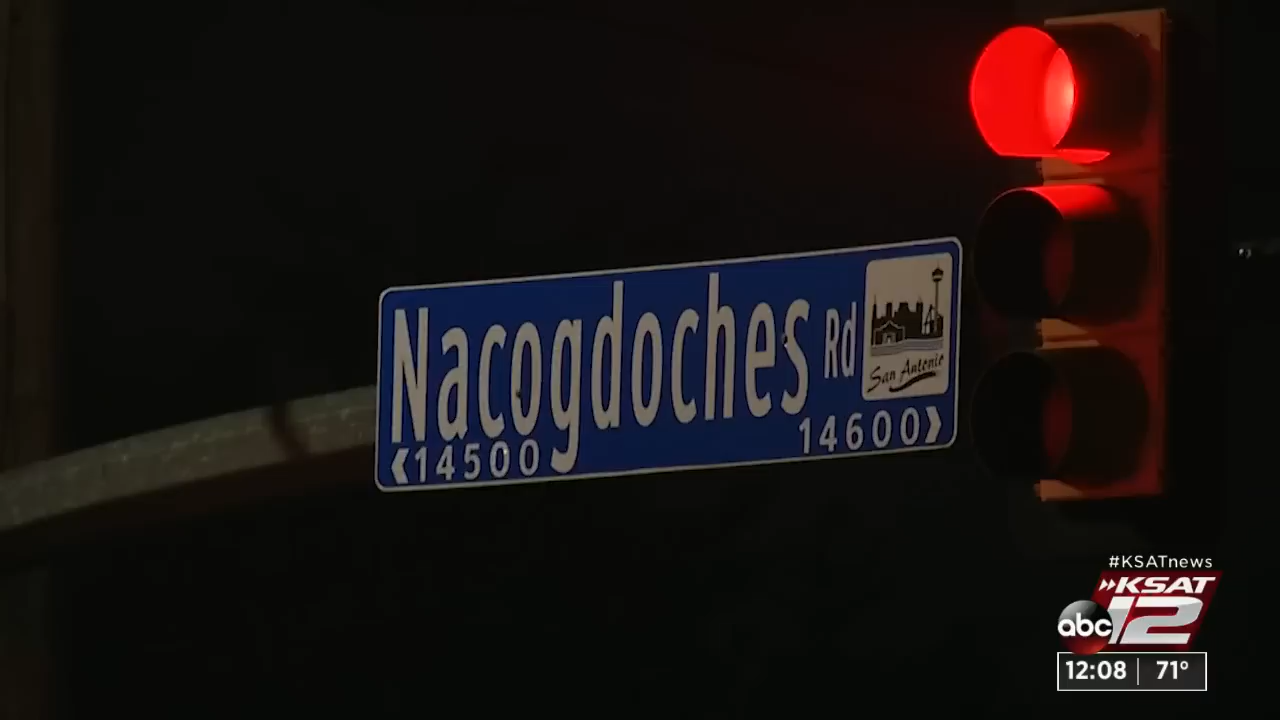 Nacogdoches Rd
San Antonio
14500
14600
#KSATnews
KSAT
abc 12
12:08 71°